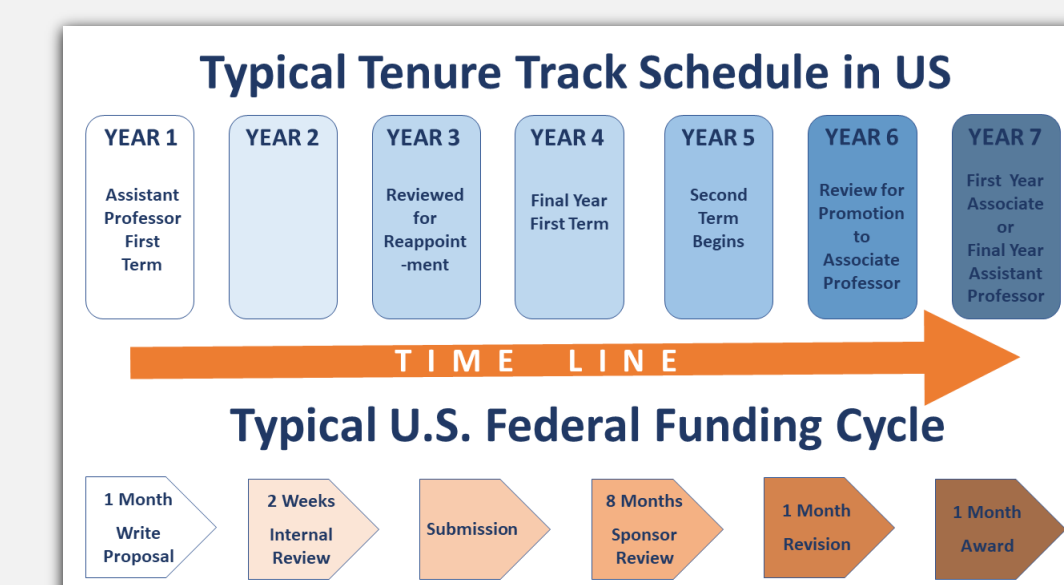 Typical Tenure Track Schedule in US
YEAR 1
Assistant
Professor
First
Term
YEAR 2
YEAR 3
Reviewed
for
Reappoint
-ment
YEAR 4
Final Year
First Term
YEAR 5
Second
Term
Begins
YEAR 6
Review for
Promotion
to
Associate
Professor
YEAR 7
First Year
Associate
or
Final Year
Assistant
Professor
TIME LINE
Typical U.S. Federal Funding Cycle
1 Month
Write
Proposal
2 Weeks
Internal
Review
Submission
8 Months
Sponsor
Review
1 Month
Revision
1 Month
Award